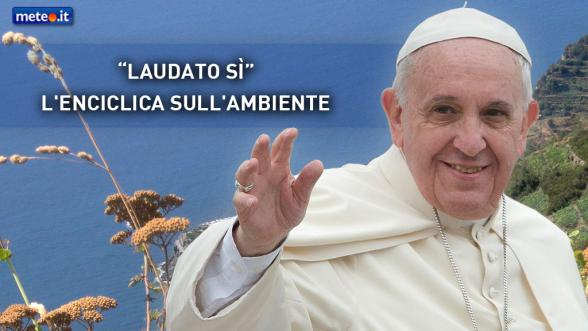 meteo.it
“LAUDATO SÌ”
L'ENCICLICA SULL'AMBIENTE